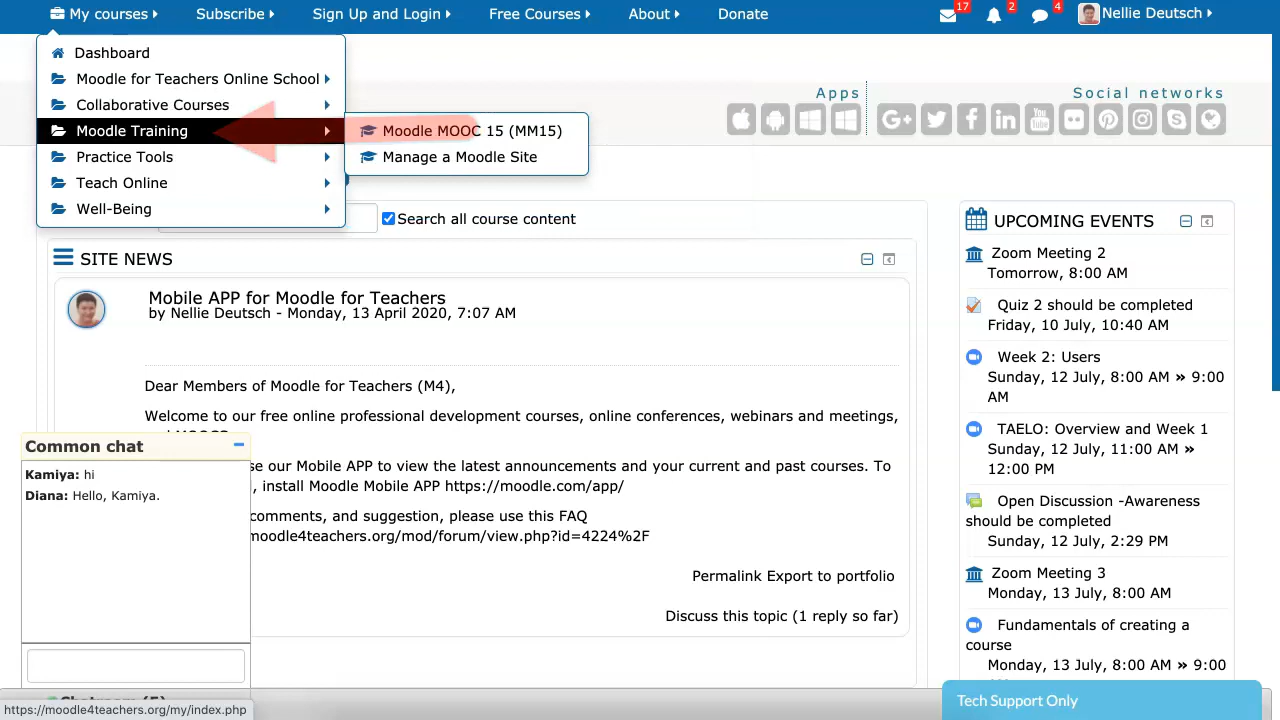 My courses
Subscribe
Sign Up and Login
Free Courses
About
Donate
17
2
4
Nellie Deutsch
Dashboard
Moodle for Teachers Online School
Collaborative Courses
Moodle Training
Practice Tools
Teach Online
Well-Being
Moodle MOOC 15 (MM15)
Manage a Moodle Site
Apps
Social networks
Search all course content
SITE NEWS
Mobile APP for Moodle for Teachers
by Nellie Deutsch - Monday, 13 April 2020, 7:07 AM
Dear Members of Moodle for Teachers (M4),
Welcome to our free online professional development courses, online conferences, webinars and meetings,
our Mobile APP to view the latest announcements and your current and past courses. To
, install Moodle Mobile APP https://moodle.com/app/
comments, and suggestion, please use this FAQ
moodle4teachers.org/mod/forum/view.php?id=4224%2F
Permalink Export to portfolio
Discuss this topic (1 reply so far)
Common chat
Kamiya: hi
Diana: Hello, Kamiya.
UPCOMING EVENTS
Zoom Meeting 2
Tomorrow, 8:00 AM
Quiz 2 should be completed
Friday, 10 July, 10:40 AM
Week 2: Users
Sunday, 12 July, 8:00 AM » 9:00
AM
TAELO: Overview and Week 1
Sunday, 12 July, 11:00 AM »
12:00 PM
Open Discussion -Awareness
should be completed
Sunday, 12 July, 2:29 PM
Zoom Meeting 3
Monday, 13 July, 8:00 AM
Fundamentals of creating a
course
Monday, 13 July, 8:00 AM » 9:00
Tech Support Only
https://moodle4teachers.org/my/index.php